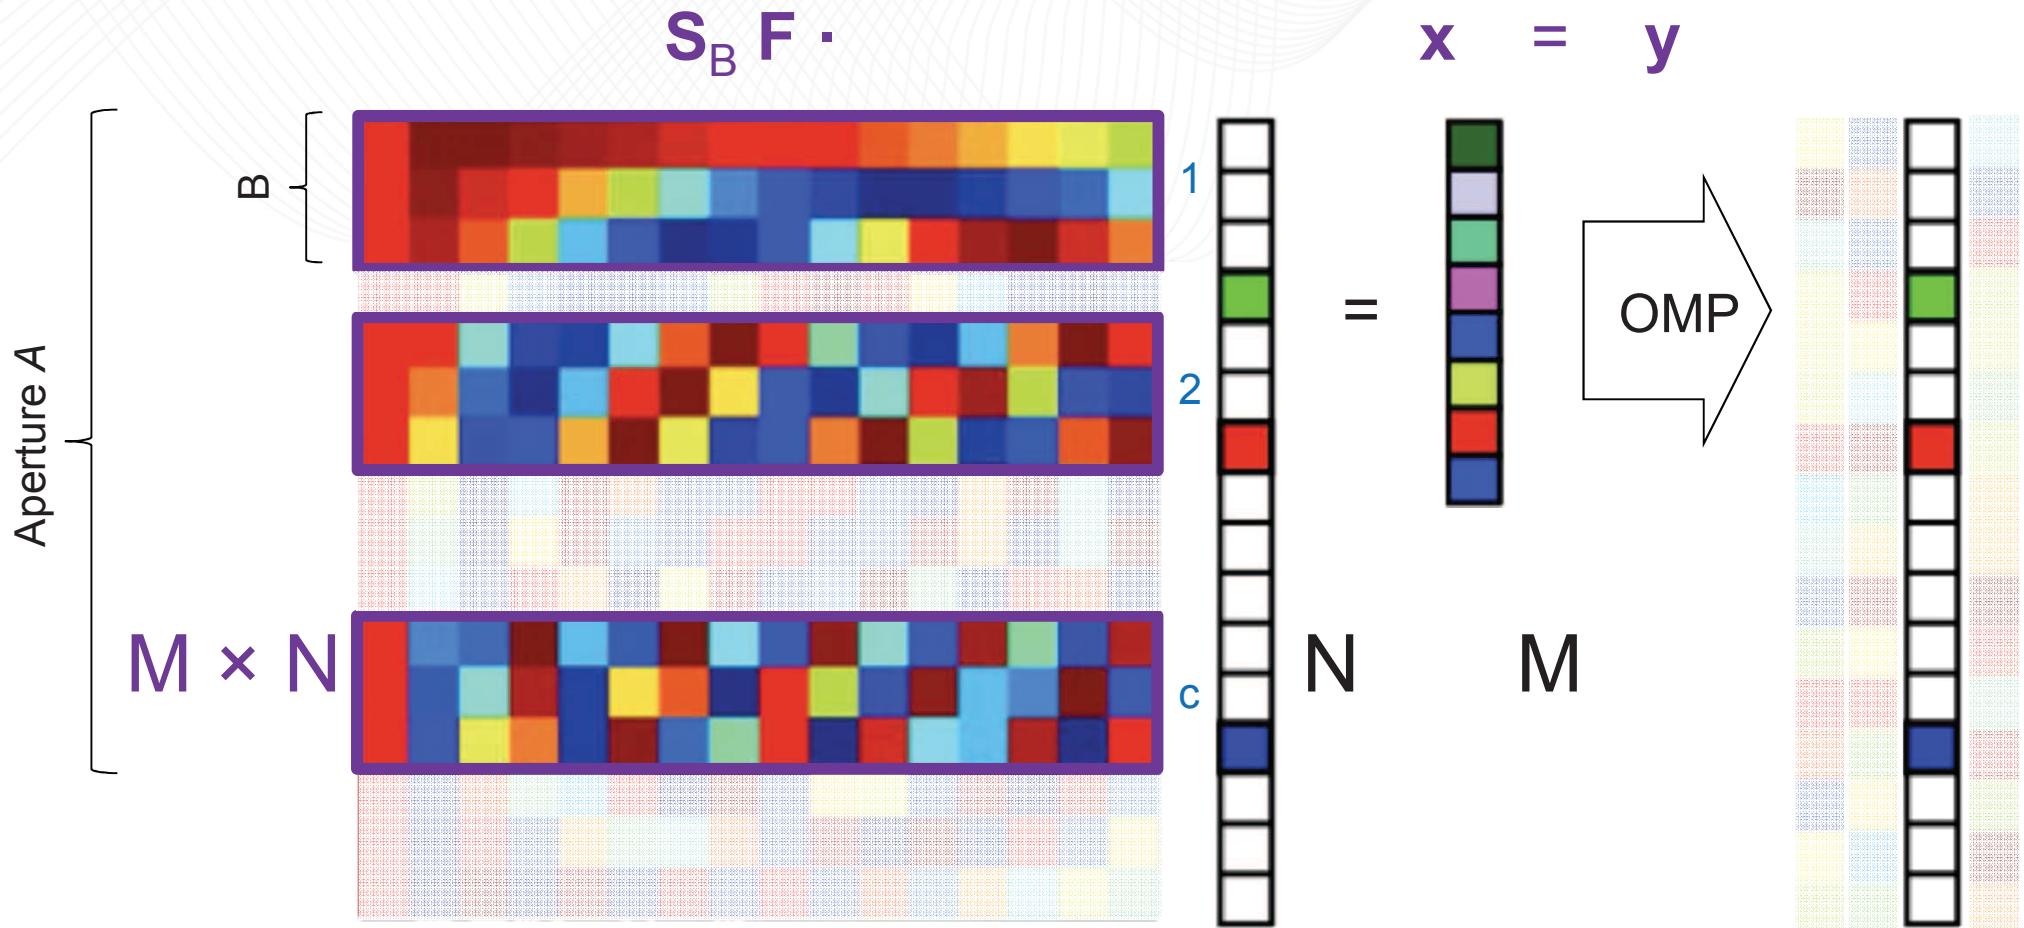 S_B F · x = y
B
1
Aperture A
2
=
OMP
M × N
c
N
M